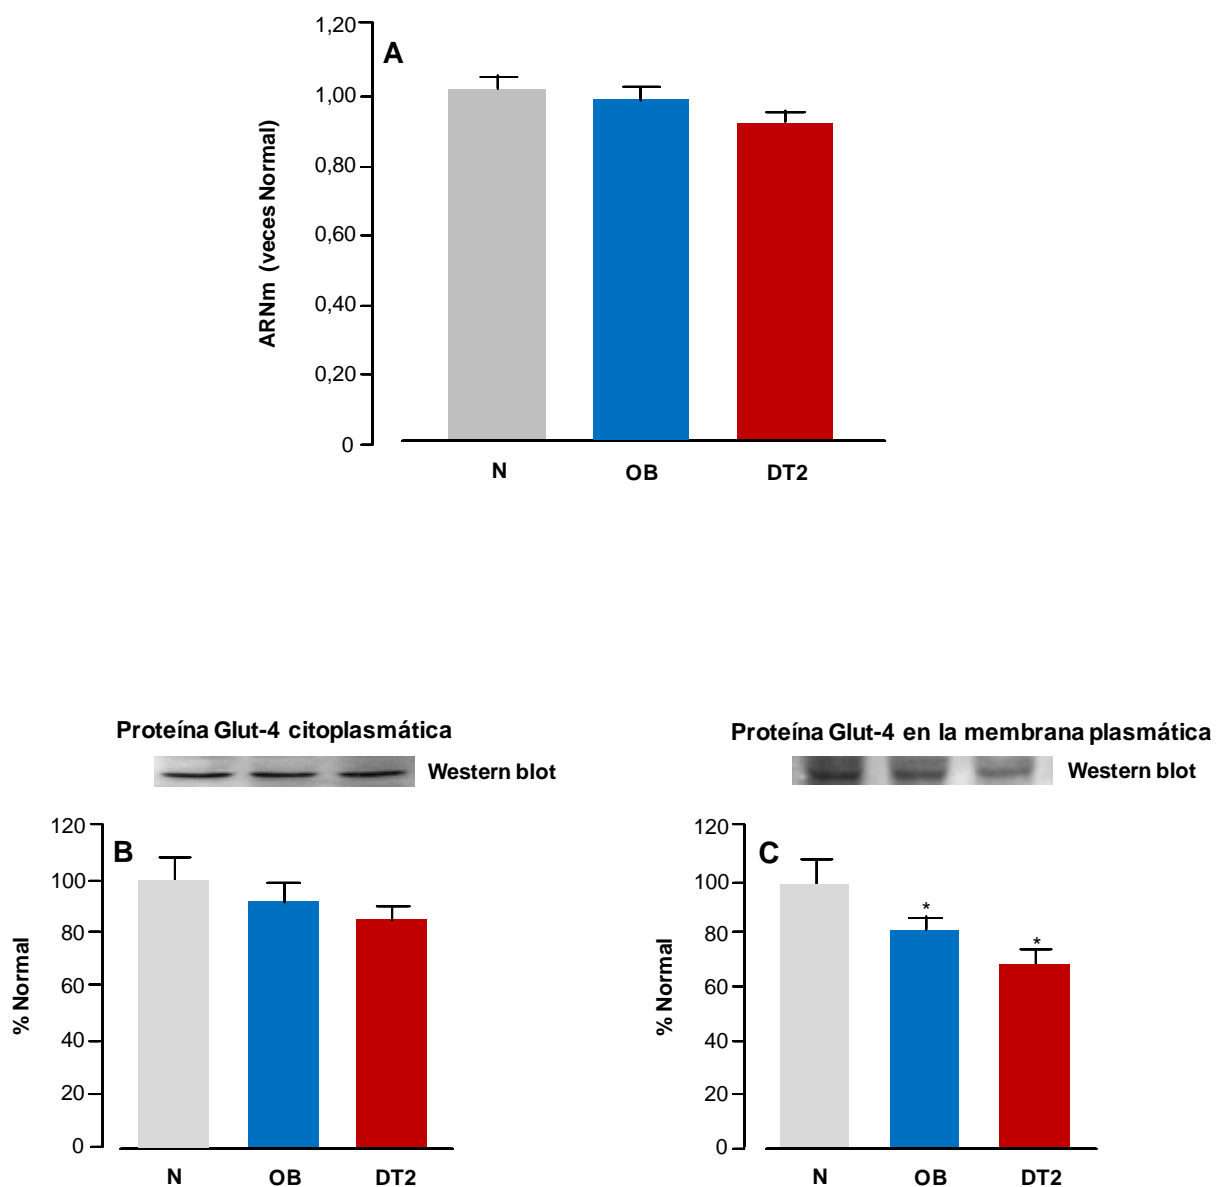 1,20
A
1,00
0,80
0,60
0,40
0,20
0
ARNm (veces Normal)
N OB DT2
Proteína Glut-4 citoplasmática
Western blot
120
B
100
80
60
40
20
0
% Normal
N OB DT2
Proteína Glut-4 en la membrana plasmática
Western blot
120
C
100
*
80
*
60
40
20
0
% Normal
N OB DT2